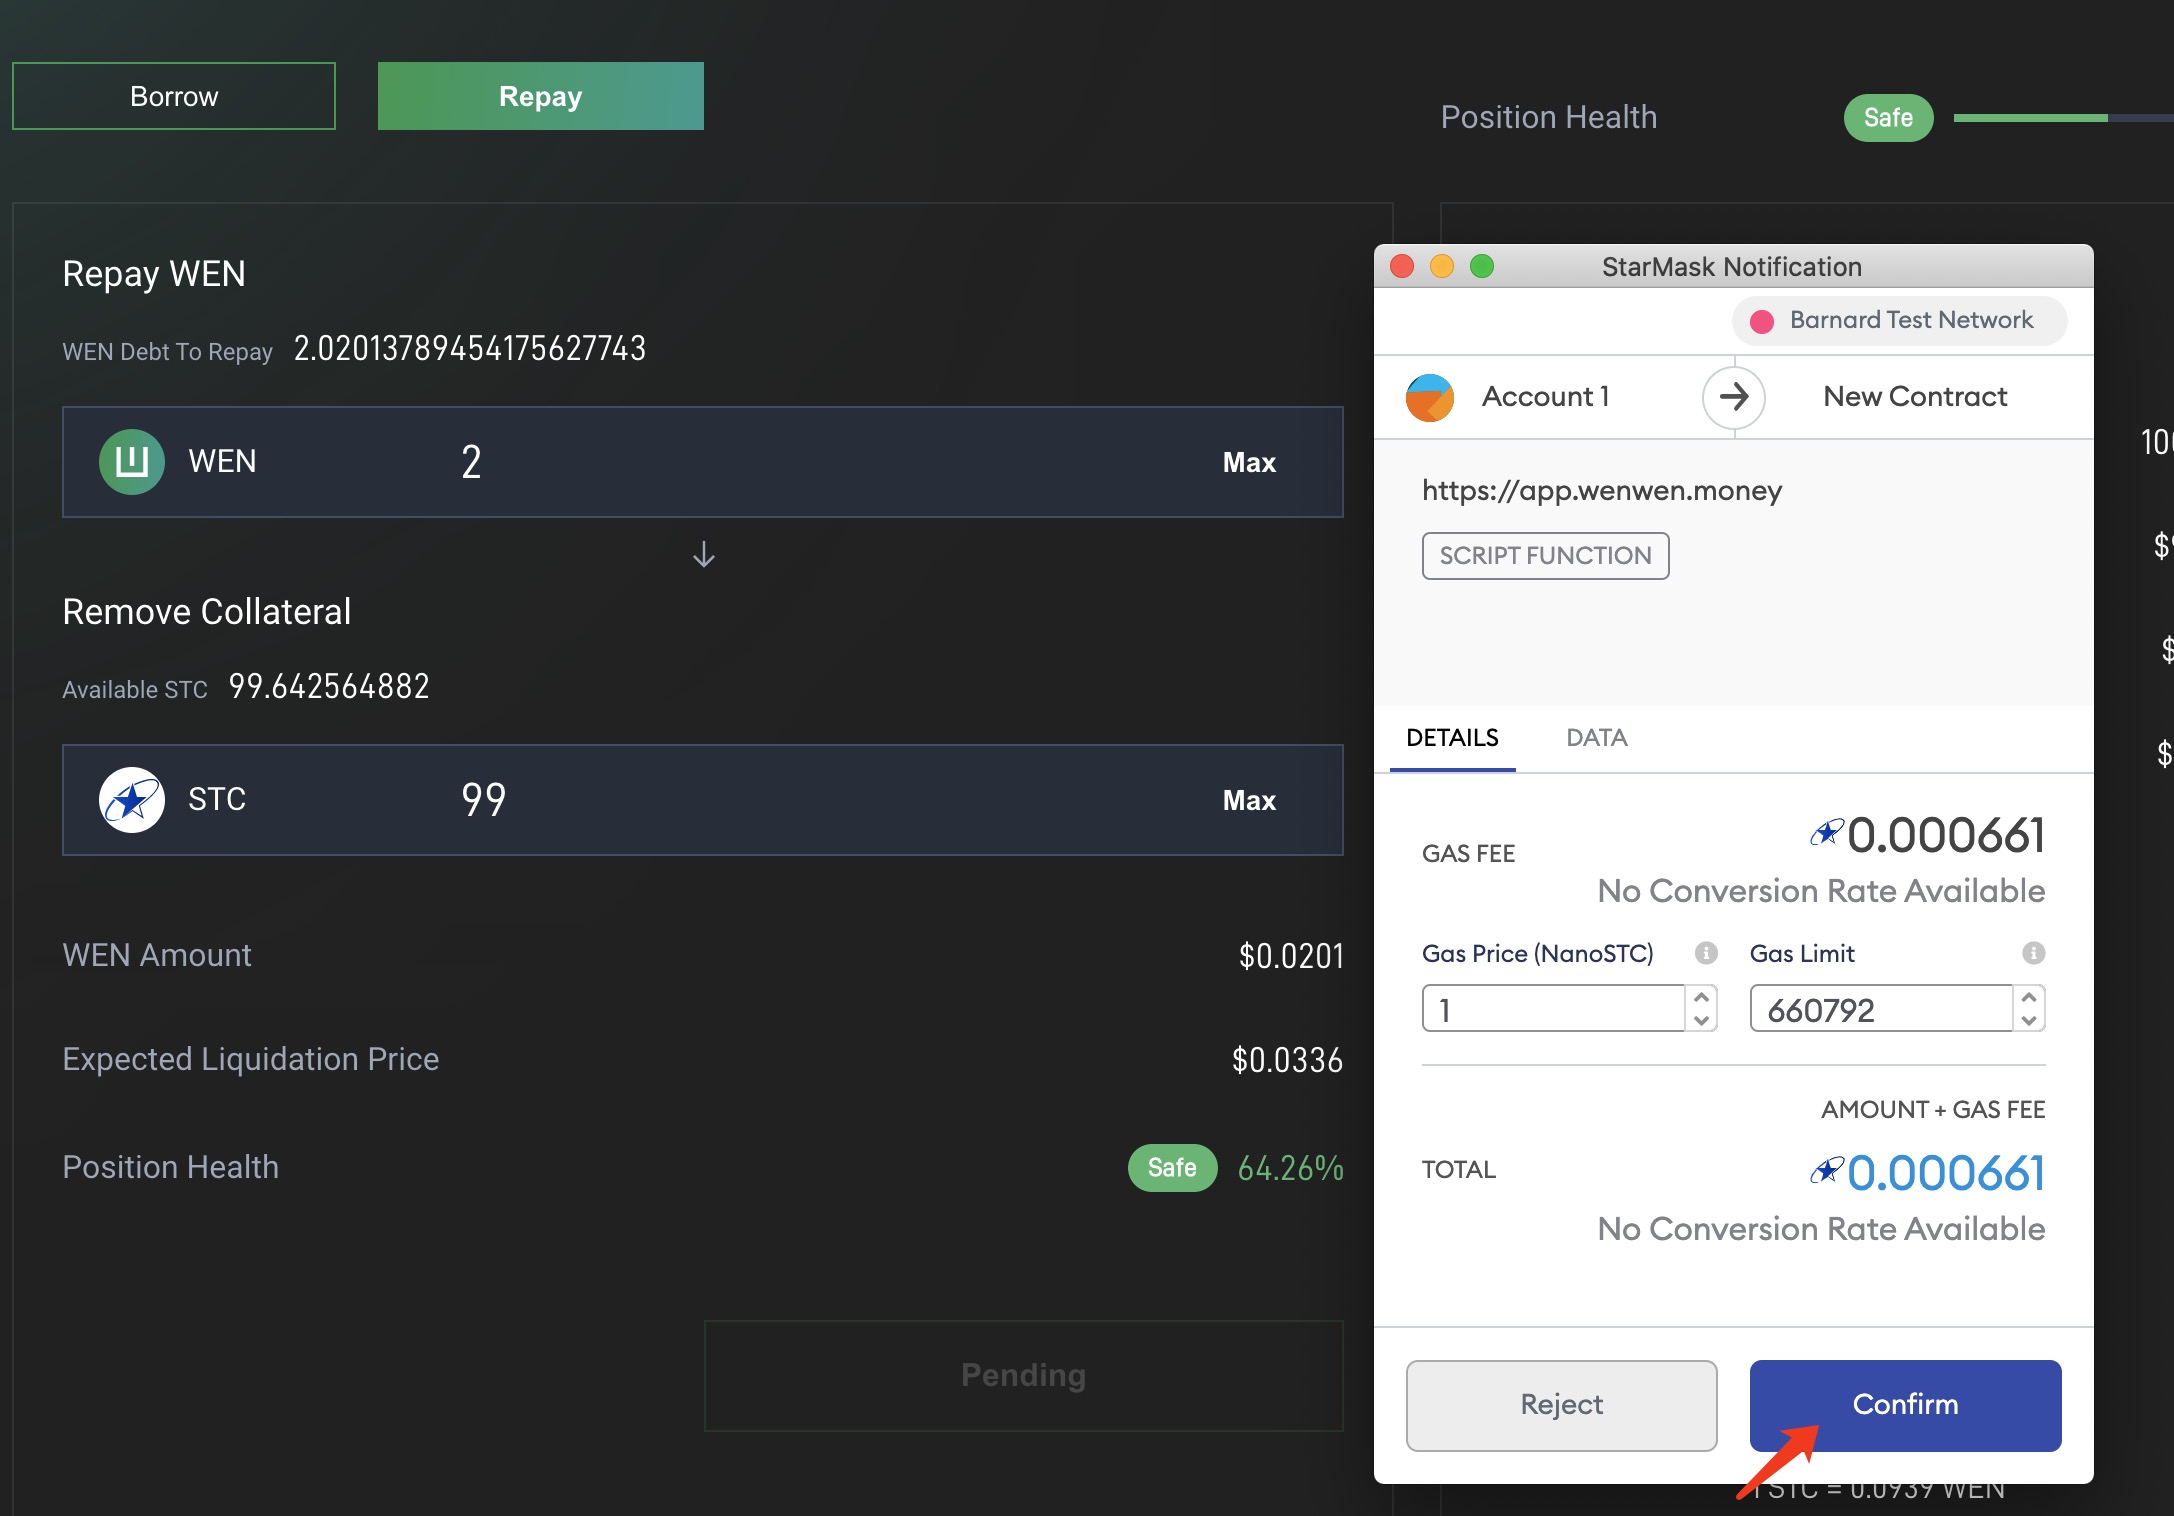 Borrow
Repay
Position Health
Safe
Repay WEN
WEN Debt To Repay 2.020137894541756277743
WEN
2
Max
Remove Collateral
Available STC 99.642564882
STC
99
Max
WEN Amount
$0.0201
Expected Liquidation Price
$0.0336
Position Health
Safe
64.26%
Pending
StarMask Notification
Barnard Test Network
Account 1
New Contract
https://app.wenwen.money
SCRIPT FUNCTION
DETAILS
DATA
GAS FEE
0.000661
No Conversion Rate Available
Gas Price (NanoSTC)
Gas Limit
1
660792
AMOUNT + GAS FEE
TOTAL
0.000661
No Conversion Rate Available
Reject
Confirm
1 STC = 0.0939 WEN
$
$
$